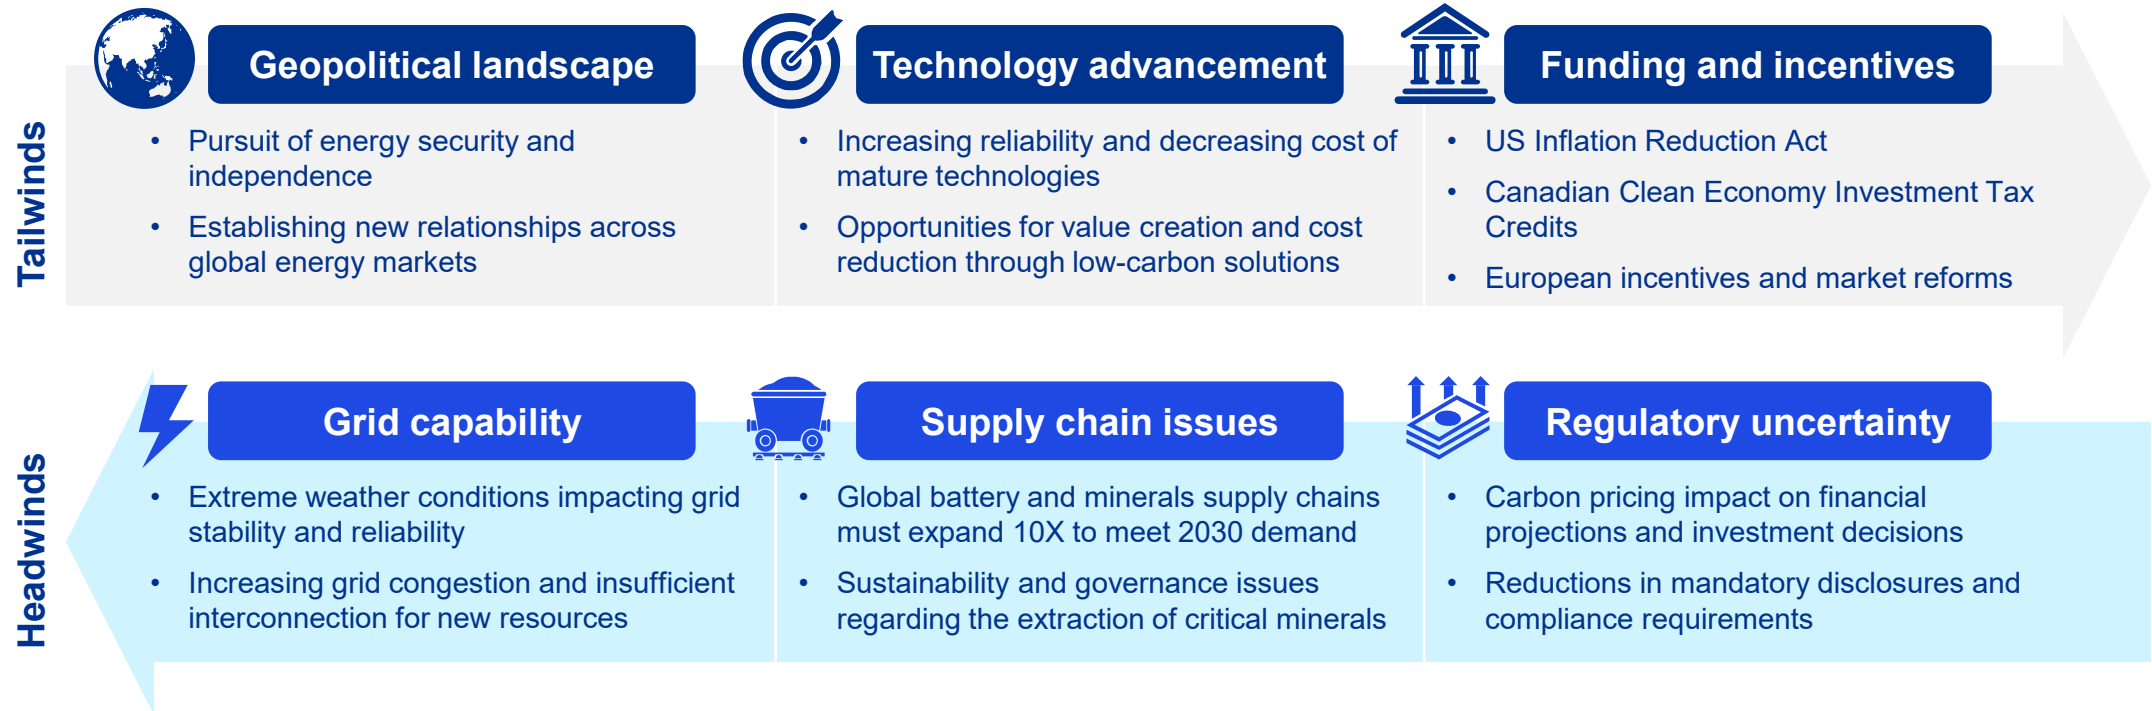 Tailwinds
Geopolitical landscape
• Pursuit of energy security and
independence
• Establishing new relationships across
global energy markets
Technology advancement
• Increasing reliability and decreasing cost of
mature technologies
• Opportunities for value creation and cost
reduction through low-carbon solutions
Funding and incentives
• US Inflation Reduction Act
• Canadian Clean Economy Investment Tax
Credits
• European incentives and market reforms
Headwinds
Grid capability
• Extreme weather conditions impacting grid
stability and reliability
• Increasing grid congestion and insufficient
interconnection for new resources
Supply chain issues
• Global battery and minerals supply chains
must expand 10X to meet 2030 demand
• Sustainability and governance issues
regarding the extraction of critical minerals
Regulatory uncertainty
• Carbon pricing impact on financial
projections and investment decisions
• Reductions in mandatory disclosures and
compliance requirements